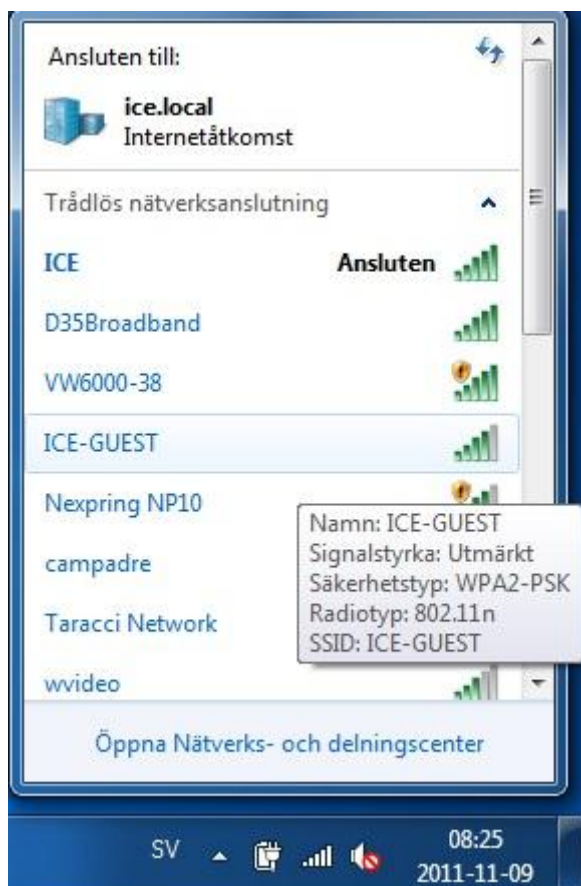 Ansluten till:
ice.local
Internetåtkomst
Trådlös nätverksanslutning
ICE Ansluten
D35Broadband
VW6000-38
ICE-GUEST
Nexpring NP10
campadre
Taracci Network
wvideo
Namn: ICE-GUEST
Signalstyrka: Utmärkt
Säkerhetstyp: WPA2-PSK
Radiotyp: 802.11n
SSID: ICE-GUEST
Öppna Nätverks- och delningscenter
SV
08:25
2011-11-09